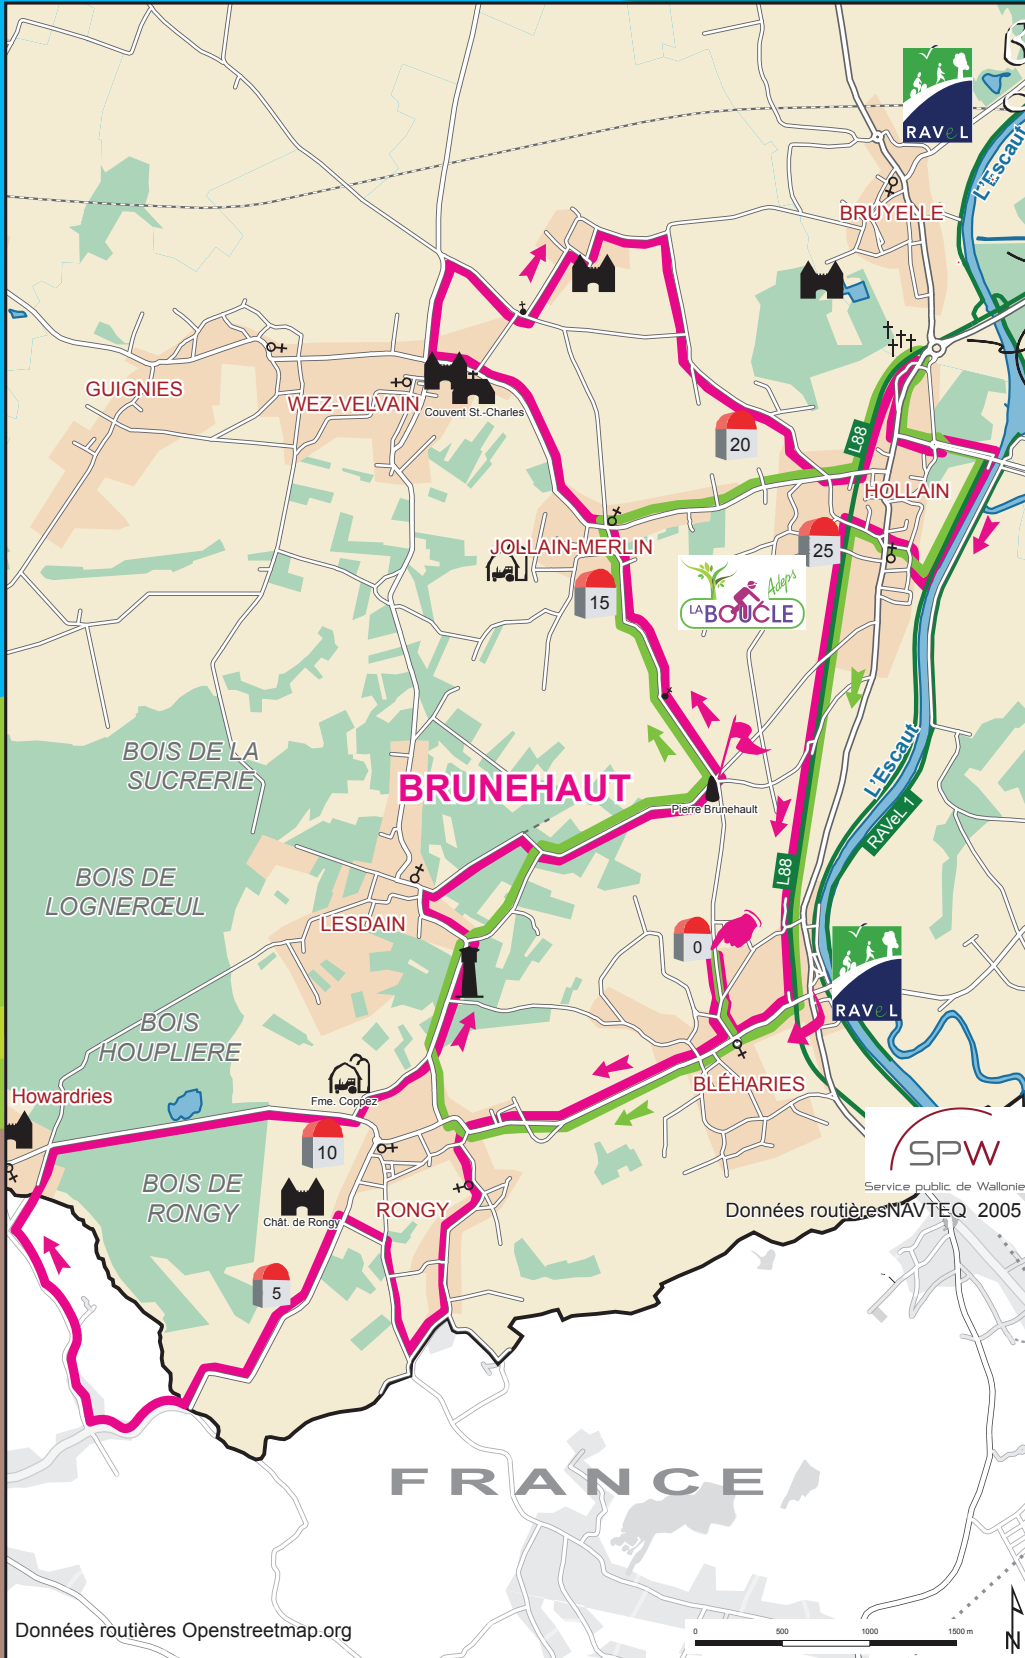 RAVeL
L'Escaut
BRUYELLE
GUIGNIES
WEZ-VELVAIN
Couvent St.-Charles
20
L88
HOLLAIN
JOLLAIN-MERLIN
25
15
Adeps
LA BOUCLE
BOIS DE LA
SUCRERIE
BRUNEHAUT
L'Escaut
Pierre Brunehault
RAVeL 1
L88
BOIS DE
LOGNERŒUL
LESDAIN
0
RAVeL
BOIS
HOUPLIERE
Howardries
Fme. Coppez
BLÉHARIES
10
SPW
Service public de Wallonie
BOIS DE
RONGY
Chât. de Rongy
RONGY
Données routièresNAVTEQ 2005
5
FRANCE
Données routières Openstreetmap.org
0 500 1000 1500 m
N